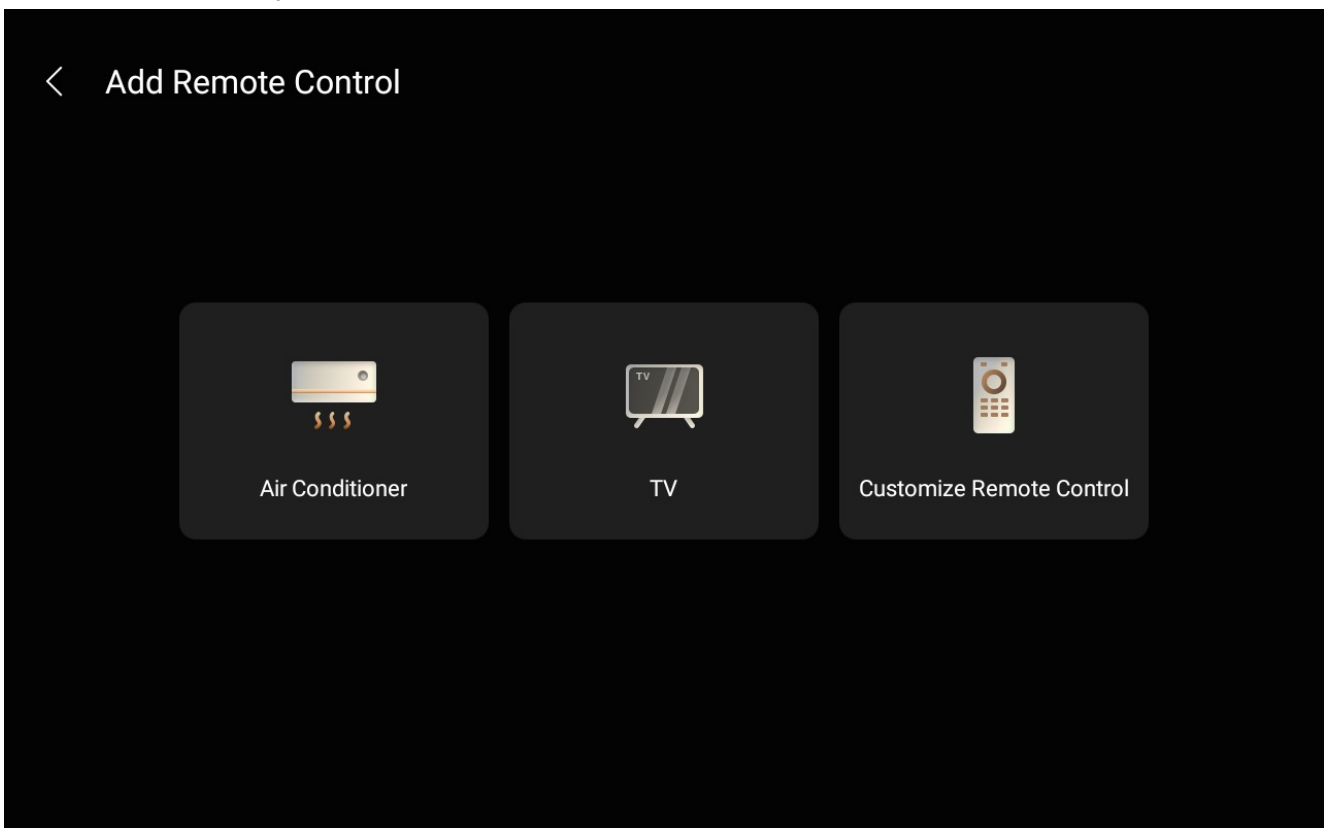 Add Remote Control
TV
Air Conditioner
TV
Customize Remote Control